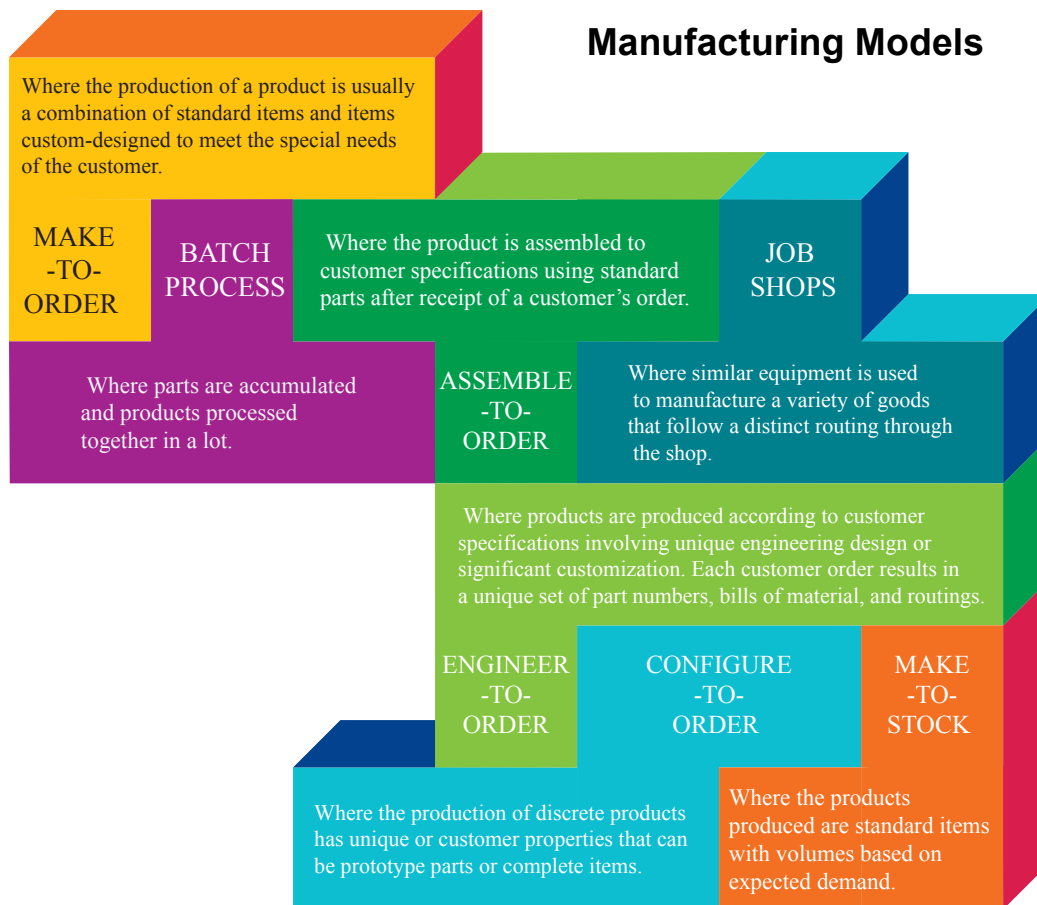 Manufacturing Models
Where the production of a product is usually
a combination of standard items and items
custom-designed to meet the special needs
of the customer.
MAKE
-TO-
ORDER
BATCH
PROCESS
Where the product is assembled to
customer specifications using standard
parts after receipt of a customer’s order.
JOB
SHOPS
Where parts are accumulated
and products processed
together in a lot.
ASSEMBLE
-TO-
ORDER
Where similar equipment is used
to manufacture a variety of goods
that follow a distinct routing through
the shop.
Where products are produced according to customer
specifications involving unique engineering design or
significant customization. Each customer order results in
a unique set of part numbers, bills of material, and routings.
ENGINEER
-TO-
ORDER
CONFIGURE
-TO-
ORDER
MAKE
-TO-
STOCK
Where the production of discrete products
has unique or customer properties that can
be prototype parts or complete items.
Where the products
produced are standard items
with volumes based on
expected demand.